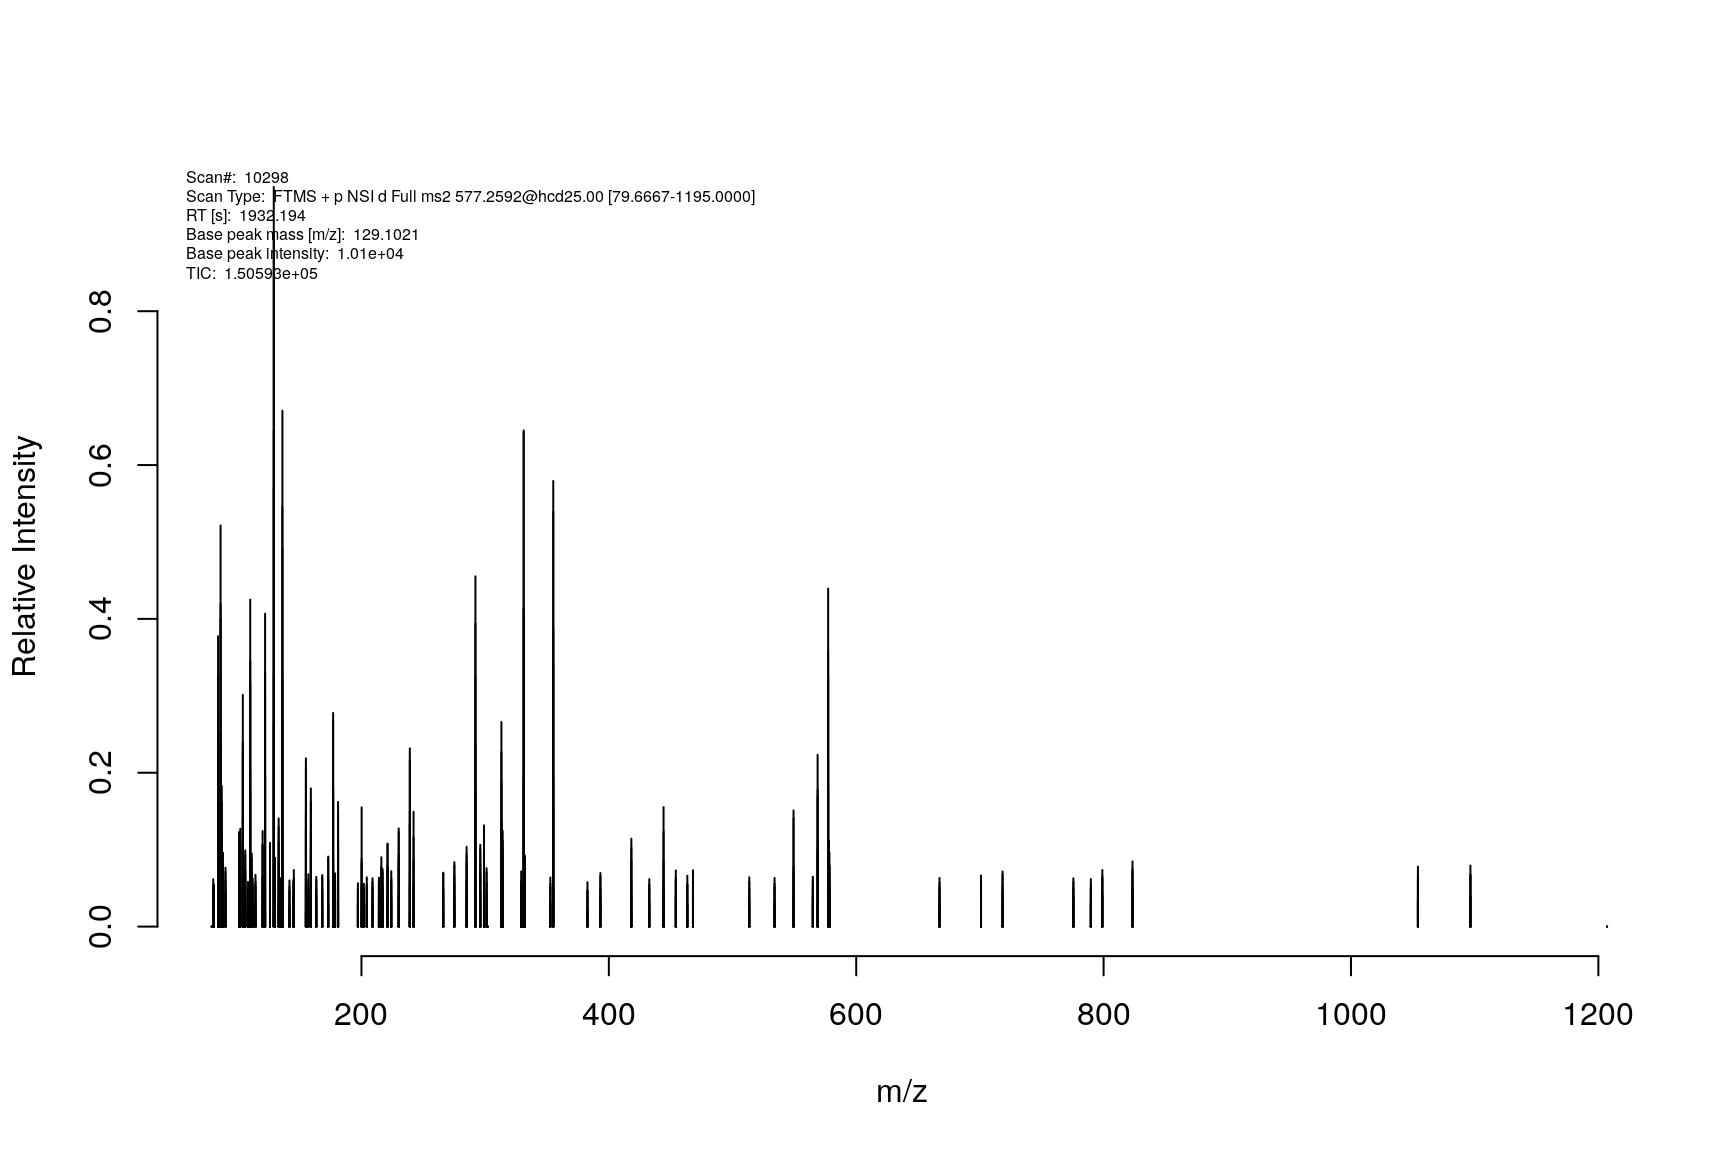 Scan#: 10298
Scan Type: FTMS + p NSI d Full ms2 577.2592@hcd25.00 [79.6667-1195.0000]
RT [s]: 1932.194
Base peak mass [m/z]: 129.1021
Base peak intensity: 1.01e+04
TIC: 1.50593e+05
0.8
0.6
0.4
0.2
0.0
Relative Intensity
200 400 600 800 1000 1200
m/z